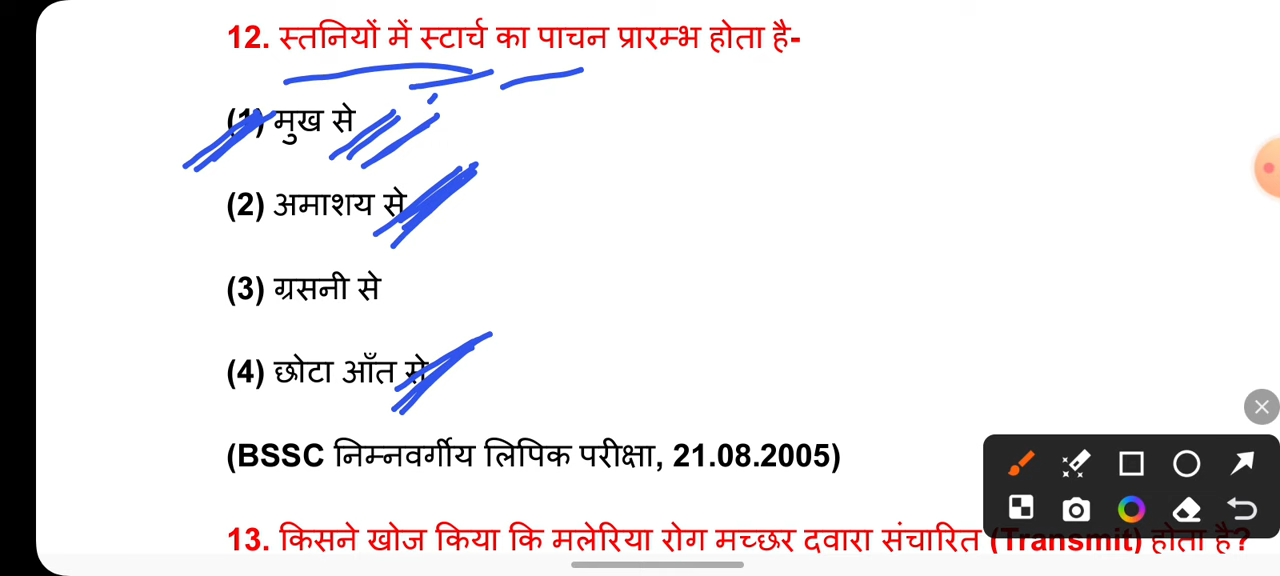 12. स्तनियों में स्टार्च का पाचन प्रारम्भ होता है-
(1) मुख से
(2) अमाशय से
(3) ग्रसनी से
(4) छोटा आँत से
(BSSC निम्नवर्गीय लिपिक परीक्षा, 21.08.2005)
13. किसने खोज किया कि मलेरिया रोग मच्छर दवारा संचारित (Transmit) होता है?